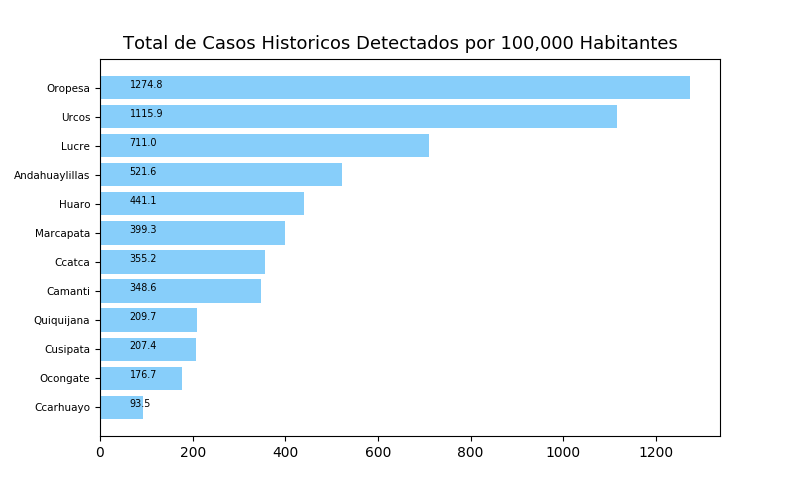 Total de Casos Historicos Detectados por 100,000 Habitantes
Oropesa 1274.8
Urcos 1115.9
Lucre 711.0
Andahuaylillas 521.6
Huaro 441.1
Marcapata 399.3
Ccatca 355.2
Camanti 348.6
Quiquijana 209.7
Cusipata 207.4
Ocongate 176.7
Ccarhuayo 93.5
0 200 400 600 800 1000 1200